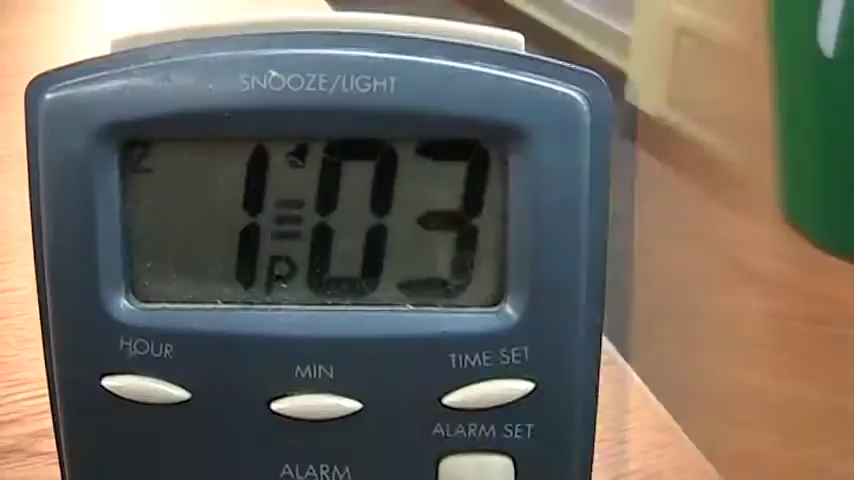 SNOOZE/LIGHT
Z
1:03
P
HOUR
MIN
TIME SET
ALARM SET
ALARM